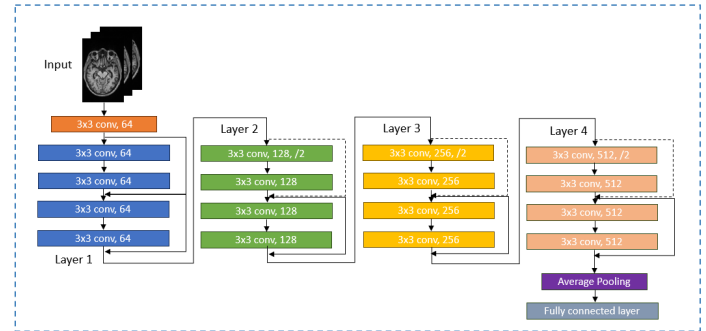 Input
3x3 conv, 64
3x3 conv, 64
3x3 conv, 64
3x3 conv, 64
3x3 conv, 64
Layer 1
Layer 2
3x3 conv, 128, /2
3x3 conv, 128
3x3 conv, 128
3x3 conv, 128
Layer 3
3x3 conv, 256, /2
3x3 conv, 256
3x3 conv, 256
3x3 conv, 256
Layer 4
3x3 conv, 512, /2
3x3 conv, 512
3x3 conv, 512
3x3 conv, 512
Average Pooling
Fully connected layer